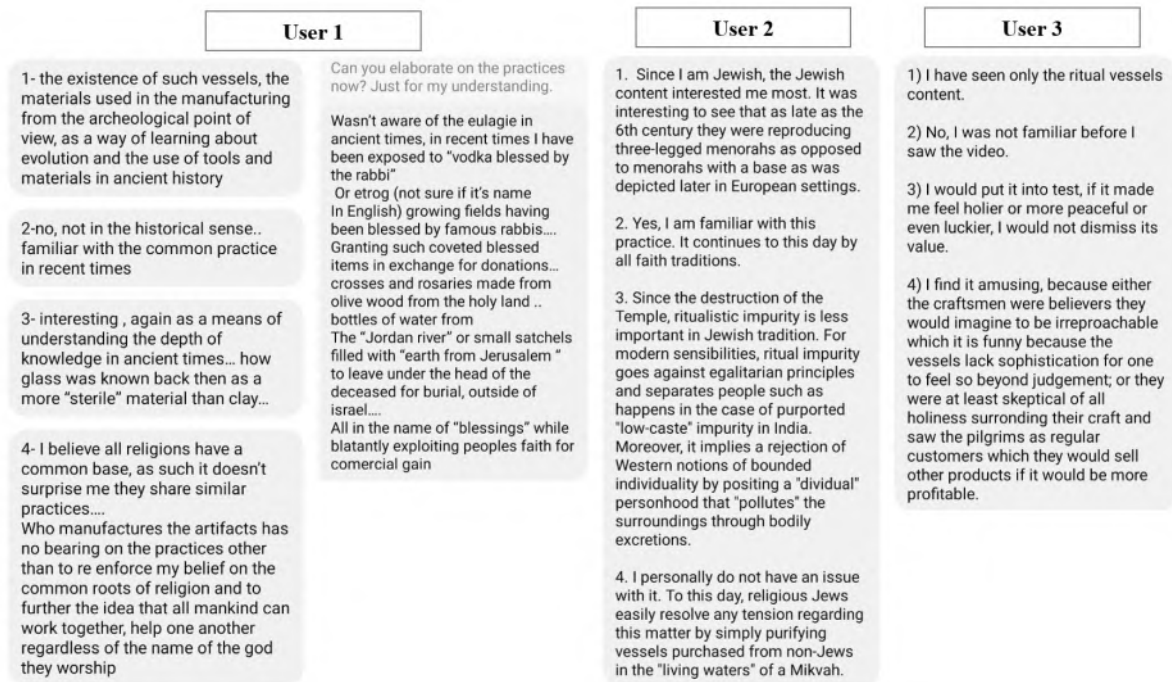 User 1
1- the existence of such vessels, the
materials used in the manufacturing
from the archeological point of
view, as a way of learning about
evolution and the use of tools and
materials in ancient history
2-no, not in the historical sense..
familiar with the common practice
in recent times
3- interesting , again as a means of
understanding the depth of
knowledge in ancient times... how
glass was known back then as a
more “sterile” material than clay...
4- I believe all religions have a
common base, as such it doesn't
surprise me they share similar
practices....
Who manufactures the artifacts has
no bearing on the practices other
than to re enforce my belief on the
common roots of religion and to
further the idea that all mankind can
work together, help one another
regardless of the name of the god
they worship
Can you elaborate on the practices
now? Just for my understanding.
Wasn't aware of the eulagie in
ancient times, in recent times I have
been exposed to “vodka blessed by
the rabbi”
Or etrog (not sure if it's name
In English) growing fields having
been blessed by famous rabbis....
Granting such coveted blessed
items in exchange for donations...
crosses and rosaries made from
olive wood from the holy land ..
bottles of water from
The “Jordan river” or small satchels
filled with “earth from Jerusalem ”
to leave under the head of the
deceased for burial, outside of
israel....
All in the name of “blessings” while
blatantly exploiting peoples faith for
comercial gain
User 2
1. Since I am Jewish, the Jewish
content interested me most. It was
interesting to see that as late as the
6th century they were reproducing
three-legged menorahs as opposed
to menorahs with a base as was
depicted later in European settings.
2. Yes, I am familiar with this
practice. It continues to this day by
all faith traditions.
3. Since the destruction of the
Temple, ritualistic impurity is less
important in Jewish tradition. For
modern sensibilities, ritual impurity
goes against egalitarian principles
and separates people such as
happens in the case of purported
"low-caste" impurity in India.
Moreover, it implies a rejection of
Western notions of bounded
individuality by positing a "dividual"
personhood that "pollutes" the
surroundings through bodily
excretions.
4. I personally do not have an issue
with it. To this day, religious Jews
easily resolve any tension regarding
this matter by simply purifying
vessels purchased from non-Jews
in the "living waters" of a Mikvah.
User 3
1) I have seen only the ritual vessels
content.
2) No, I was not familiar before I
saw the video.
3) I would put it into test, if it made
me feel holier or more peaceful or
even luckier, I would not dismiss its
value.
4) I find it amusing, because either
the craftsmen were believers they
would imagine to be irreproachable
which it is funny because the
vessels lack sophistication for one
to feel so beyond judgement; or they
were at least skeptical of all
holiness surronding their craft and
saw the pilgrims as regular
customers which they would sell
other products if it would be more
profitable.